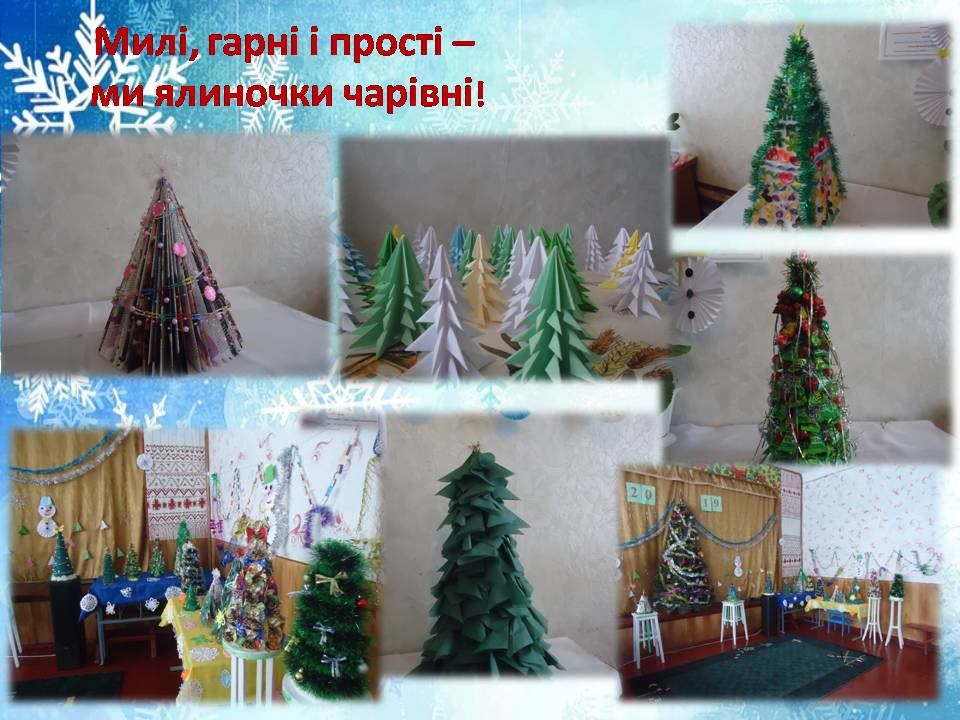 Милі, гарні і прості –
ми ялиночки чарівні!
20 19